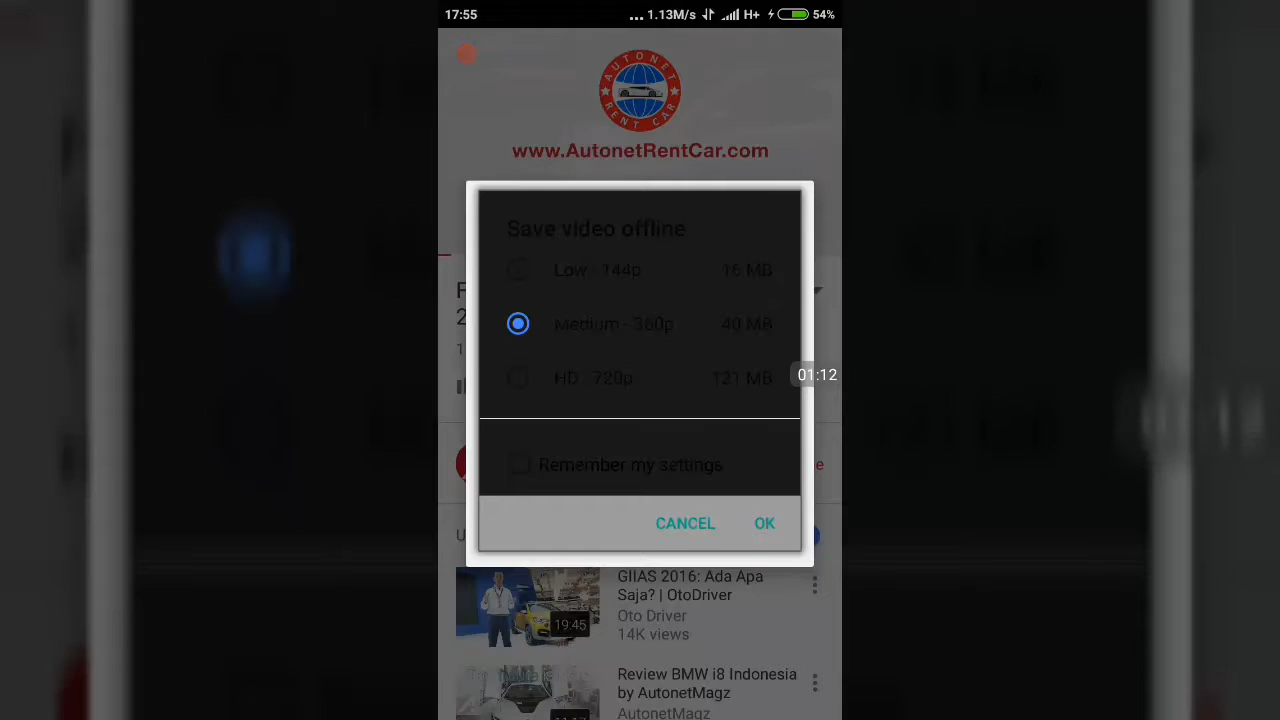 17:55
... 1.13M/s H+ 54%
AUTONET
RENT CAR
www.AutonetRentCar.com
Save video offline
Low - 144p 16 MB
Medium - 360p 40 MB
HD - 720p 121 MB
01:12
Remember my settings
CANCEL OK
GIIAS 2016: Ada Apa
Saja? | OtoDriver
Oto Driver
19:45
14K views
Review BMW i8 Indonesia
by AutonetMagz
AutonetMagz